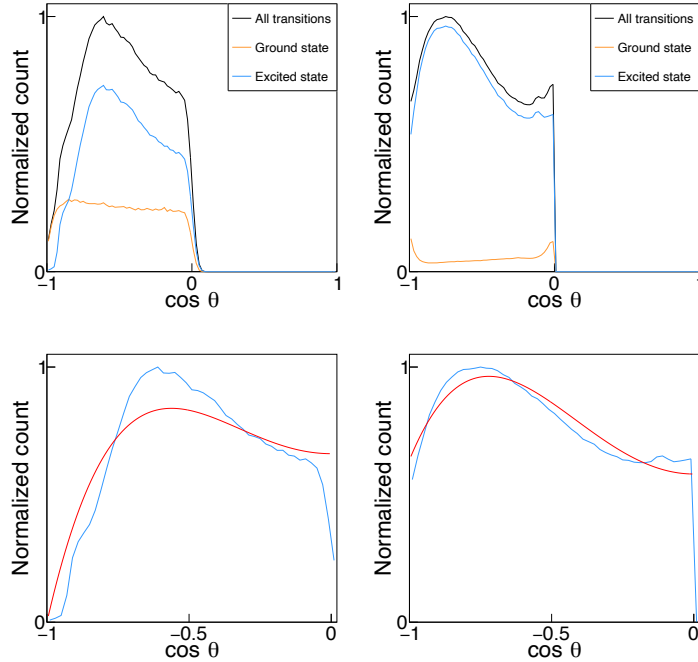 Normalized count
1
0
All transitions
Ground state
Excited state
−1
0
1
cos θ
Normalized count
1
0
All transitions
Ground state
Excited state
−1
0
1
cos θ
Normalized count
1
0
−1
−0.5
0
cos θ
Normalized count
1
0
−1
−0.5
0
cos θ